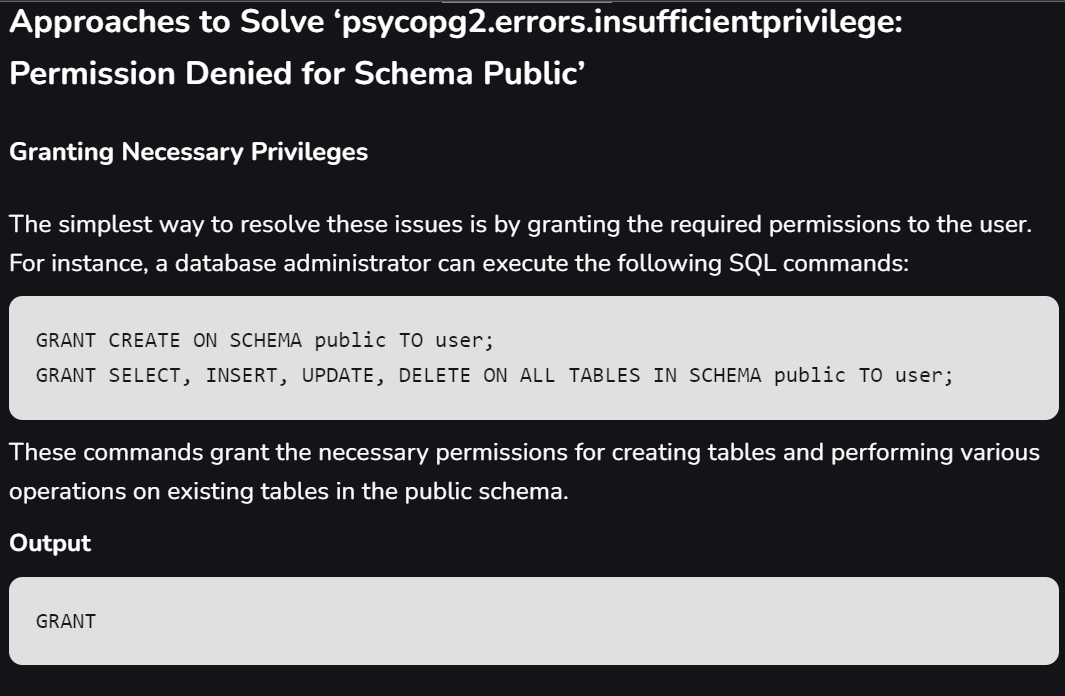 Approaches to Solve ‘psycopg2.errors.insufficientprivilege:
Permission Denied for Schema Public’
Granting Necessary Privileges
The simplest way to resolve these issues is by granting the required permissions to the user.
For instance, a database administrator can execute the following SQL commands:
GRANT CREATE ON SCHEMA public TO user;
GRANT SELECT, INSERT, UPDATE, DELETE ON ALL TABLES IN SCHEMA public TO user;
These commands grant the necessary permissions for creating tables and performing various
operations on existing tables in the public schema.
Output
GRANT